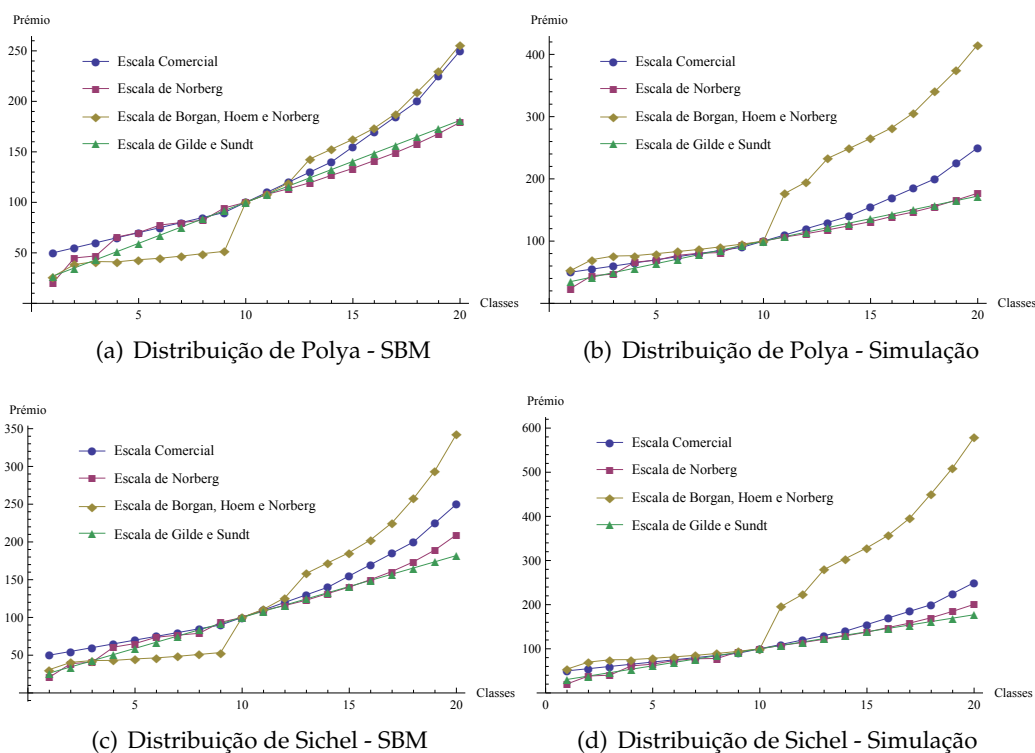 Prémio
250
200
150
100
50
5
10
15
20
Classes
Escala Comercial
Escala de Norberg
Escala de Borgan, Hoem e Norberg
Escala de Gilde e Sundt
(a) Distribuição de Polya - SBM
Prémio
400
300
200
100
5
10
15
20
Classes
Escala Comercial
Escala de Norberg
Escala de Borgan, Hoem e Norberg
Escala de Gilde e Sundt
(b) Distribuição de Polya - Simulação
Prémio
350
300
250
200
150
100
50
5
10
15
20
Classes
Escala Comercial
Escala de Norberg
Escala de Borgan, Hoem e Norberg
Escala de Gilde e Sundt
(c) Distribuição de Sichel - SBM
Prémio
600
500
400
300
200
100
0
0
5
10
15
20
Classes
Escala Comercial
Escala de Norberg
Escala de Borgan, Hoem e Norberg
Escala de Gilde e Sundt
(d) Distribuição de Sichel - Simulação